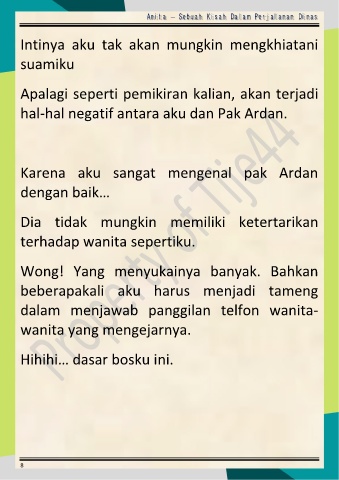 Anita – Sebuah Kisah Dalam Perjalanan Dinas
Intinya aku tak akan mungkin mengkhiatani
suamiku
Apalagi seperti pemikiran kalian, akan terjadi
hal-hal negatif antara aku dan Pak Ardan.
Karena aku sangat mengenal pak Ardan
dengan baik...
Dia tidak mungkin memiliki ketertarikan
terhadap wanita sepertiku.
Wong! Yang menyukainya banyak. Bahkan
beberapakali aku harus menjadi tameng
dalam menjawab panggilan telfon wanita-
wanita yang mengejarnya.
Hihihi... dasar bosku ini.
Property of Tije44
8